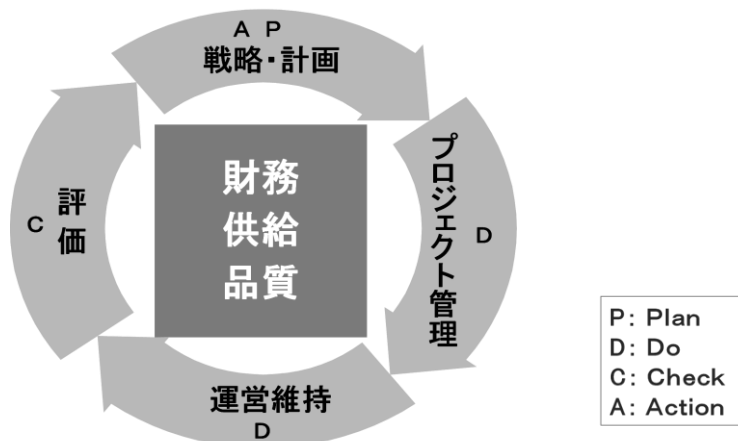 A P
戦略・計画
プロジェクト管理
D
運営維持
D
評価
C
財務
供給
品質
P: Plan
D: Do
C: Check
A: Action